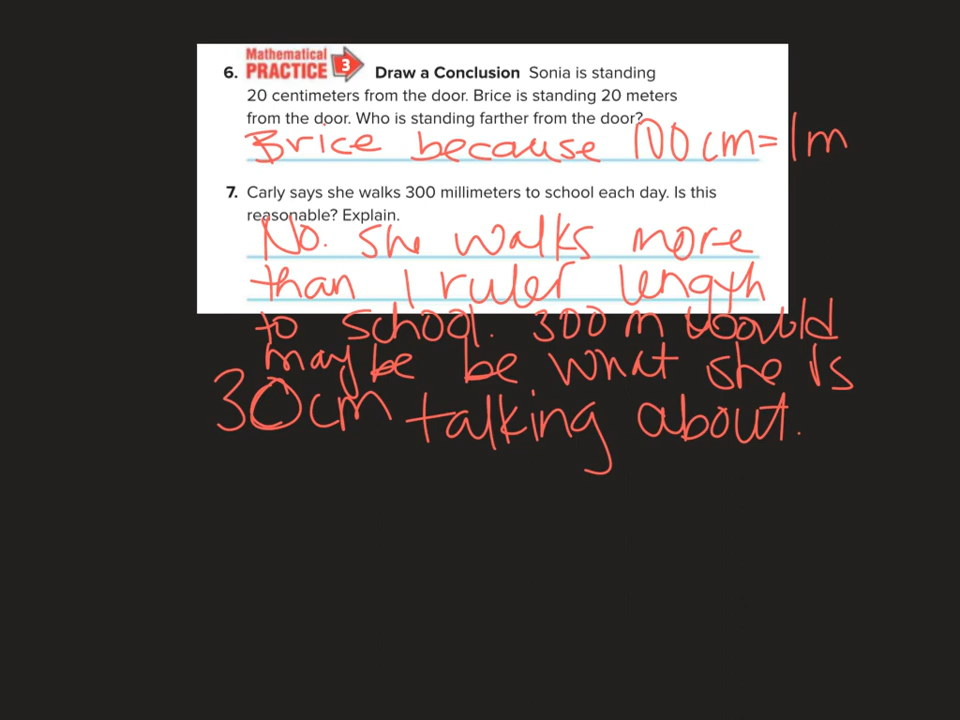 Mathematical
6. PRACTICE 3 Draw a Conclusion Sonia is standing
20 centimeters from the door. Brice is standing 20 meters
from the door. Who is standing farther from the door?
Brice because 100 cm = 1 m
7. Carly says she walks 300 millimeters to school each day. Is this
reasonable? Explain.
No. she walks more
than 1 ruler length
to school. 300 m would
maybe be what she is
30cm talking about.